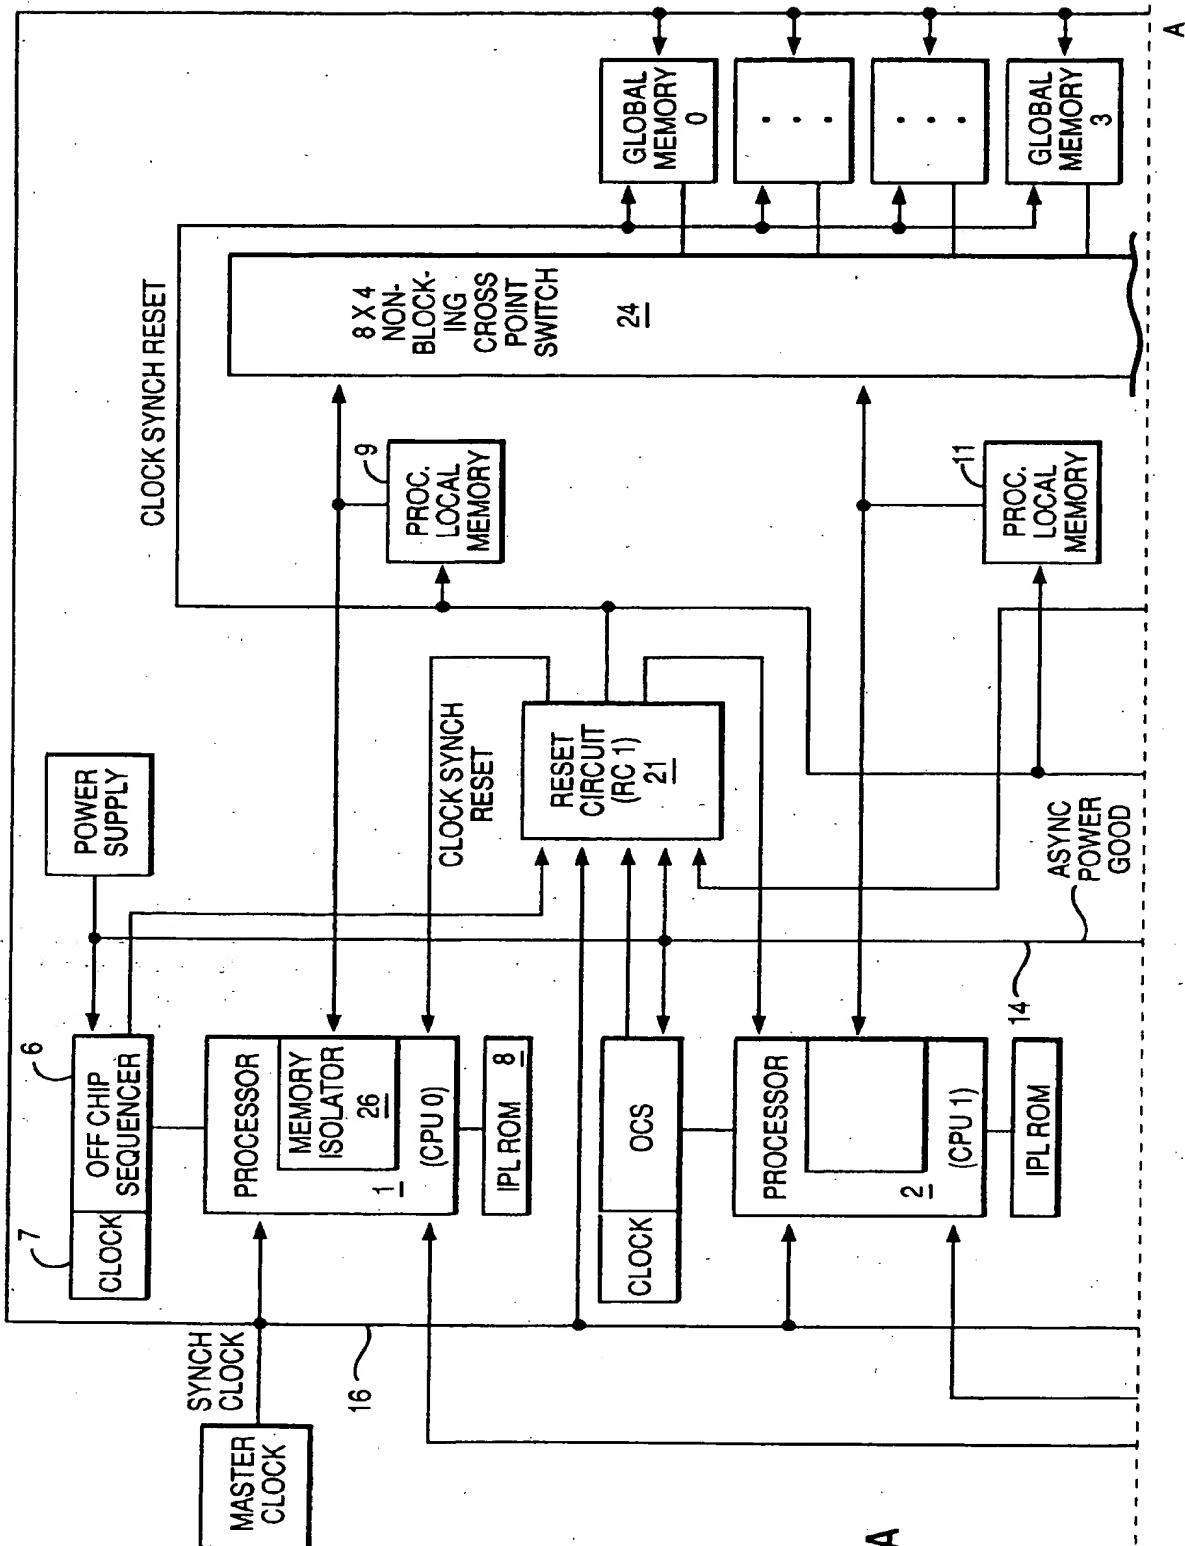 MASTER
CLOCK
SYNCH
CLOCK
16
7
6
CLOCK
OFF CHIP
SEQUENCER
POWER
SUPPLY
PROCESSOR
MEMORY
ISOLATOR
26
1
(CPU 0)
IPL ROM 8
CLOCK
OCS
PROCESSOR
2
(CPU 1)
IPL ROM
14
ASYNC
POWER
GOOD
CLOCK SYNCH
RESET
RESET
CIRCUIT
(RC 1)
21
CLOCK SYNCH RESET
9
PROC.
LOCAL
MEMORY
11
PROC.
LOCAL
MEMORY
8 X 4
NON-
BLOCK-
ING
CROSS
POINT
SWITCH
24
GLOBAL
MEMORY
0
. . .
. . .
GLOBAL
MEMORY
3
A
A